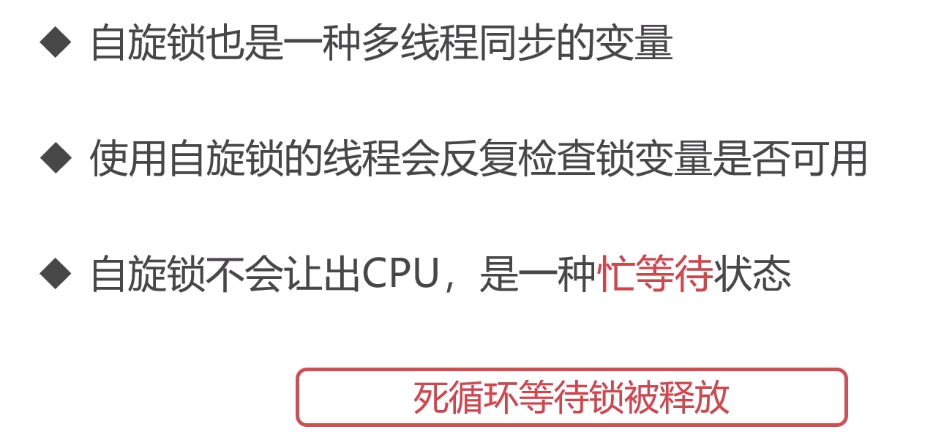 ◆ 自旋锁也是一种多线程同步的变量
◆ 使用自旋锁的线程会反复检查锁变量是否可用
◆ 自旋锁不会让出CPU，是一种忙等待状态
死循环等待锁被释放